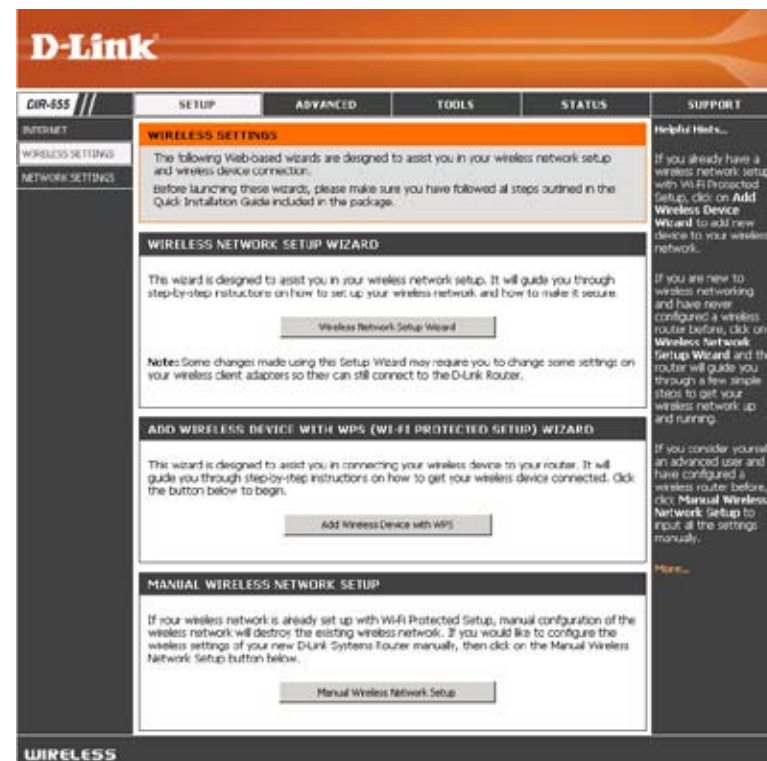 D-Link
DIR-655
SETUP
ADVANCED
TOOLS
STATUS
SUPPORT
INTERNET
WIRELESS SETTINGS
NETWORK SETTINGS
WIRELESS SETTINGS
The following Web-based wizards are designed to assist you in your wireless network setup
and wireless device connection.
Before launching these wizards, please make sure you have followed all steps outlined in the
Quick Installation Guide included in the package.
WIRELESS NETWORK SETUP WIZARD
This wizard is designed to assist you in your wireless network setup. It will guide you through
step-by-step instructions on how to set up your wireless network and how to make it secure.
Wireless Network Setup Wizard
Note: Some changes made using this Setup Wizard may require you to change some settings on
your wireless client adapters so they can still connect to the D-Link Router.
ADD WIRELESS DEVICE WITH WPS (WI-FI PROTECTED SETUP) WIZARD
This wizard is designed to assist you in connecting your wireless device to your router. It will
guide you through step-by-step instructions on how to get your wireless device connected. Click
the button below to begin.
Add Wireless Device with WPS
MANUAL WIRELESS NETWORK SETUP
If your wireless network is already set up with Wi-Fi Protected Setup, manual configuration of the
wireless network will destroy the existing wireless network. If you would like to configure the
wireless settings of your new D-Link Systems Router manually, then click on the Manual Wireless
Network Setup button below.
Manual Wireless Network Setup
Helpful Hints...
If you already have a
wireless network setup
with Wi-Fi Protected
Setup, click on Add
Wireless Device
Wizard to add new
device to your wireless
network.
If you are new to
wireless networking
and have never
configured a wireless
router before, click on
Wireless Network
Setup Wizard and the
router will guide you
through a few simple
steps to get your
wireless network up
and running.
If you consider yourself
an advanced user and
have configured a
wireless router before,
click Manual Wireless
Network Setup to
input all the settings
manually.
More...
WIRELESS